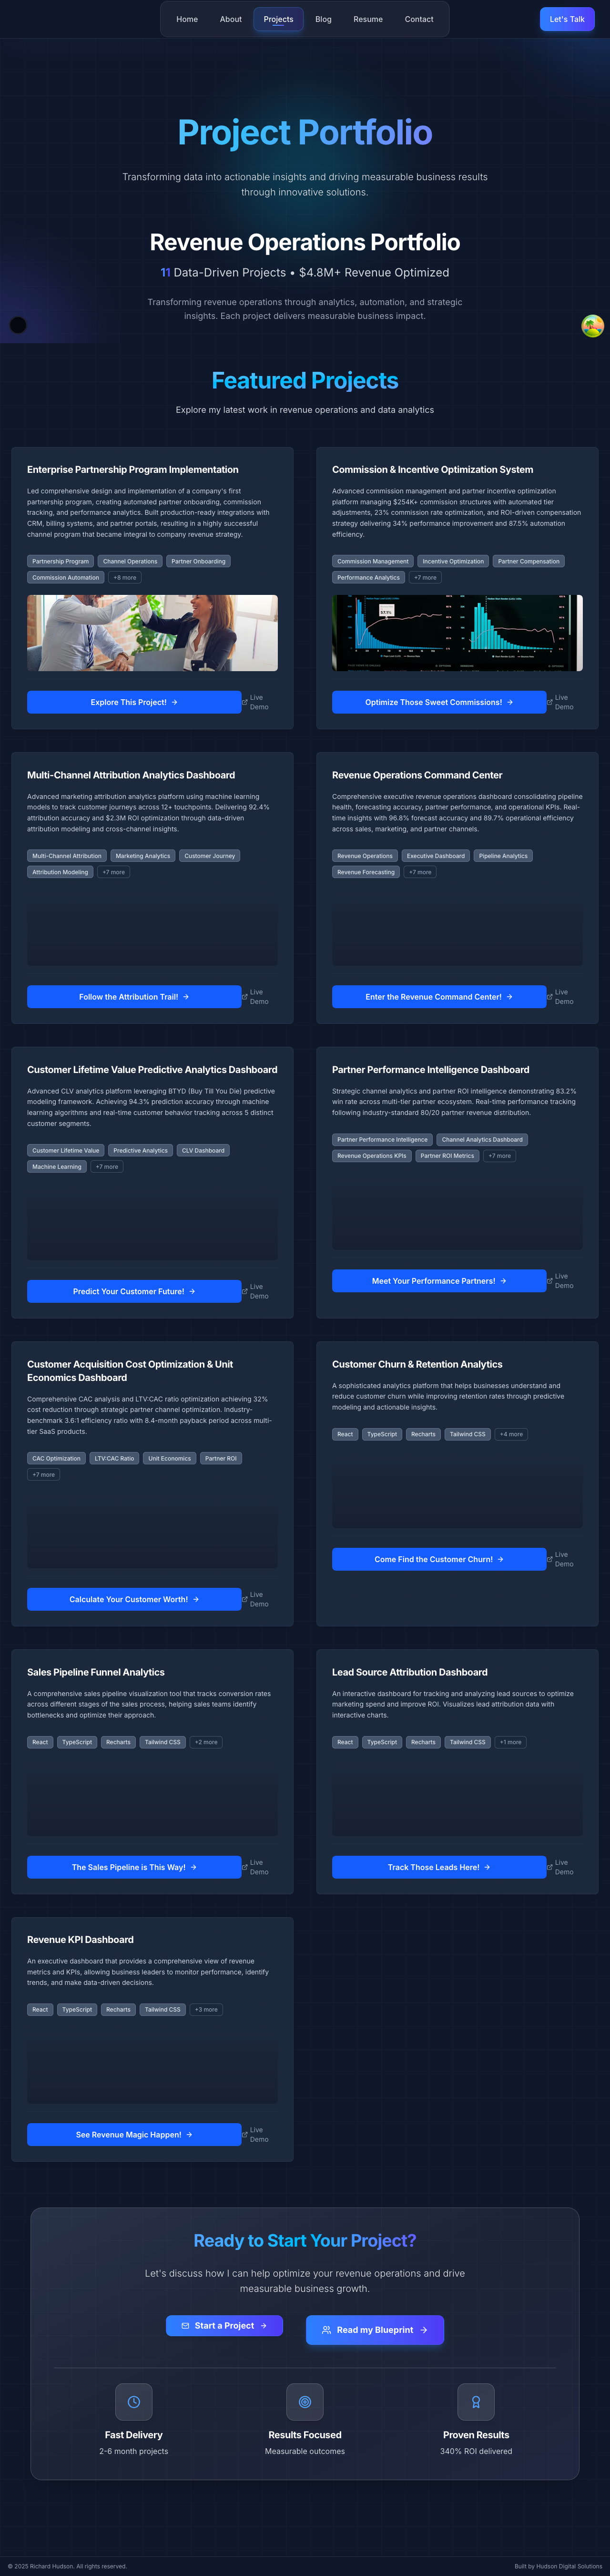 Home About Projects Blog Resume Contact Let's Talk
Project Portfolio
Transforming data into actionable insights and driving measurable business results
through innovative solutions.
Revenue Operations Portfolio
11 Data-Driven Projects • $4.8M+ Revenue Optimized
Transforming revenue operations through analytics, automation, and strategic
insights. Each project delivers measurable business impact.
Featured Projects
Explore my latest work in revenue operations and data analytics
Enterprise Partnership Program Implementation
Led comprehensive design and implementation of a company's first
partnership program, creating automated partner onboarding, commission
tracking, and performance analytics. Built production-ready integrations with
CRM, billing systems, and partner portals, resulting in a highly successful
channel program that became integral to company revenue strategy.
Partnership Program Channel Operations Partner Onboarding
Commission Automation +8 more
Explore This Project!
Live
Demo
Commission & Incentive Optimization System
Advanced commission management and partner incentive optimization
platform managing $254K+ commission structures with automated tier
adjustments, 23% commission rate optimization, and ROI-driven compensation
strategy delivering 34% performance improvement and 87.5% automation
efficiency.
Commission Management Incentive Optimization Partner Compensation
Performance Analytics +7 more
Optimize Those Sweet Commissions!
Live
Demo
Multi-Channel Attribution Analytics Dashboard
Advanced marketing attribution analytics platform using machine learning
models to track customer journeys across 12+ touchpoints. Delivering 92.4%
attribution accuracy and $2.3M ROI optimization through data-driven
attribution modeling and cross-channel insights.
Multi-Channel Attribution Marketing Analytics Customer Journey
Attribution Modeling +7 more
Follow the Attribution Trail!
Live
Demo
Revenue Operations Command Center
Comprehensive executive revenue operations dashboard consolidating pipeline
health, forecasting accuracy, partner performance, and operational KPIs. Real-
time insights with 96.8% forecast accuracy and 89.7% operational efficiency
across sales, marketing, and partner channels.
Revenue Operations Executive Dashboard Pipeline Analytics
Revenue Forecasting +7 more
Enter the Revenue Command Center!
Live
Demo
Customer Lifetime Value Predictive Analytics Dashboard
Advanced CLV analytics platform leveraging BTYD (Buy Till You Die) predictive
modeling framework. Achieving 94.3% prediction accuracy through machine
learning algorithms and real-time customer behavior tracking across 5 distinct
customer segments.
Customer Lifetime Value Predictive Analytics CLV Dashboard
Machine Learning +7 more
Predict Your Customer Future!
Live
Demo
Partner Performance Intelligence Dashboard
Strategic channel analytics and partner ROI intelligence demonstrating 83.2%
win rate across multi-tier partner ecosystem. Real-time performance tracking
following industry-standard 80/20 partner revenue distribution.
Partner Performance Intelligence Channel Analytics Dashboard
Revenue Operations KPIs Partner ROI Metrics +7 more
Meet Your Performance Partners!
Live
Demo
Customer Acquisition Cost Optimization & Unit
Economics Dashboard
Comprehensive CAC analysis and LTV:CAC ratio optimization achieving 32%
cost reduction through strategic partner channel optimization. Industry-
benchmark 3.6:1 efficiency ratio with 8.4-month payback period across multi-
tier SaaS products.
CAC Optimization LTV:CAC Ratio Unit Economics Partner ROI
+7 more
Calculate Your Customer Worth!
Live
Demo
Customer Churn & Retention Analytics
A sophisticated analytics platform that helps businesses understand and
reduce customer churn while improving retention rates through predictive
modeling and actionable insights.
React TypeScript Recharts Tailwind CSS +4 more
Come Find the Customer Churn!
Live
Demo
Sales Pipeline Funnel Analytics
A comprehensive sales pipeline visualization tool that tracks conversion rates
across different stages of the sales process, helping sales teams identify
bottlenecks and optimize their approach.
React TypeScript Recharts Tailwind CSS +2 more
The Sales Pipeline is This Way!
Live
Demo
Lead Source Attribution Dashboard
An interactive dashboard for tracking and analyzing lead sources to optimize
marketing spend and improve ROI. Visualizes lead attribution data with
interactive charts.
React TypeScript Recharts Tailwind CSS +1 more
Track Those Leads Here!
Live
Demo
Revenue KPI Dashboard
An executive dashboard that provides a comprehensive view of revenue
metrics and KPIs, allowing business leaders to monitor performance, identify
trends, and make data-driven decisions.
React TypeScript Recharts Tailwind CSS +3 more
See Revenue Magic Happen!
Live
Demo
Ready to Start Your Project?
Let's discuss how I can help optimize your revenue operations and drive
measurable business growth.
Start a Project Read my Blueprint
Fast Delivery
2-6 month projects
Results Focused
Measurable outcomes
Proven Results
340% ROI delivered
© 2025 Richard Hudson. All rights reserved.
Built by Hudson Digital Solutions